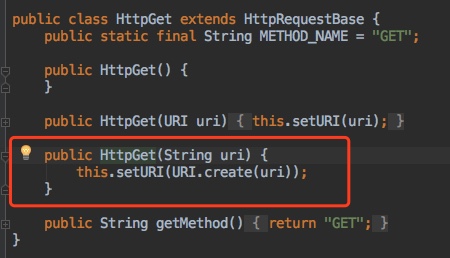 public class HttpGet extends HttpRequestBase {
public static final String METHOD_NAME = "GET";
public HttpGet() {
}
public HttpGet(URI uri) { this.setURI(uri); }
public HttpGet(String uri) {
this.setURI(URI.create(uri));
}
public String getMethod() { return "GET"; }
}